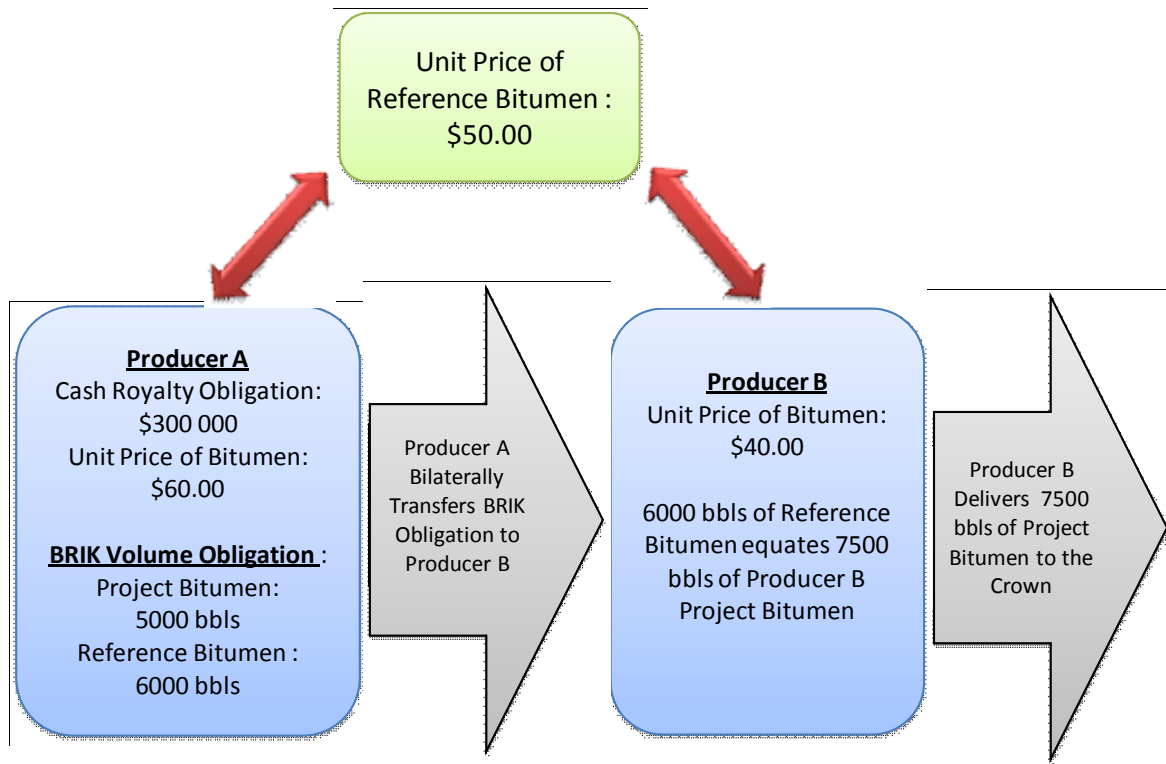 Unit Price of
Reference Bitumen :
$50.00
Producer A
Cash Royalty Obligation:
$300 000
Unit Price of Bitumen:
$60.00
BRIK Volume Obligation :
Project Bitumen:
5000 bbls
Reference Bitumen :
6000 bbls
Producer A
Bilaterally
Transfers BRIK
Obligation to
Producer B
Producer B
Unit Price of Bitumen:
$40.00
6000 bbls of Reference
Bitumen equates 7500
bbls of Producer B
Project Bitumen
Producer B
Delivers 7500
bbls of Project
Bitumen to the
Crown